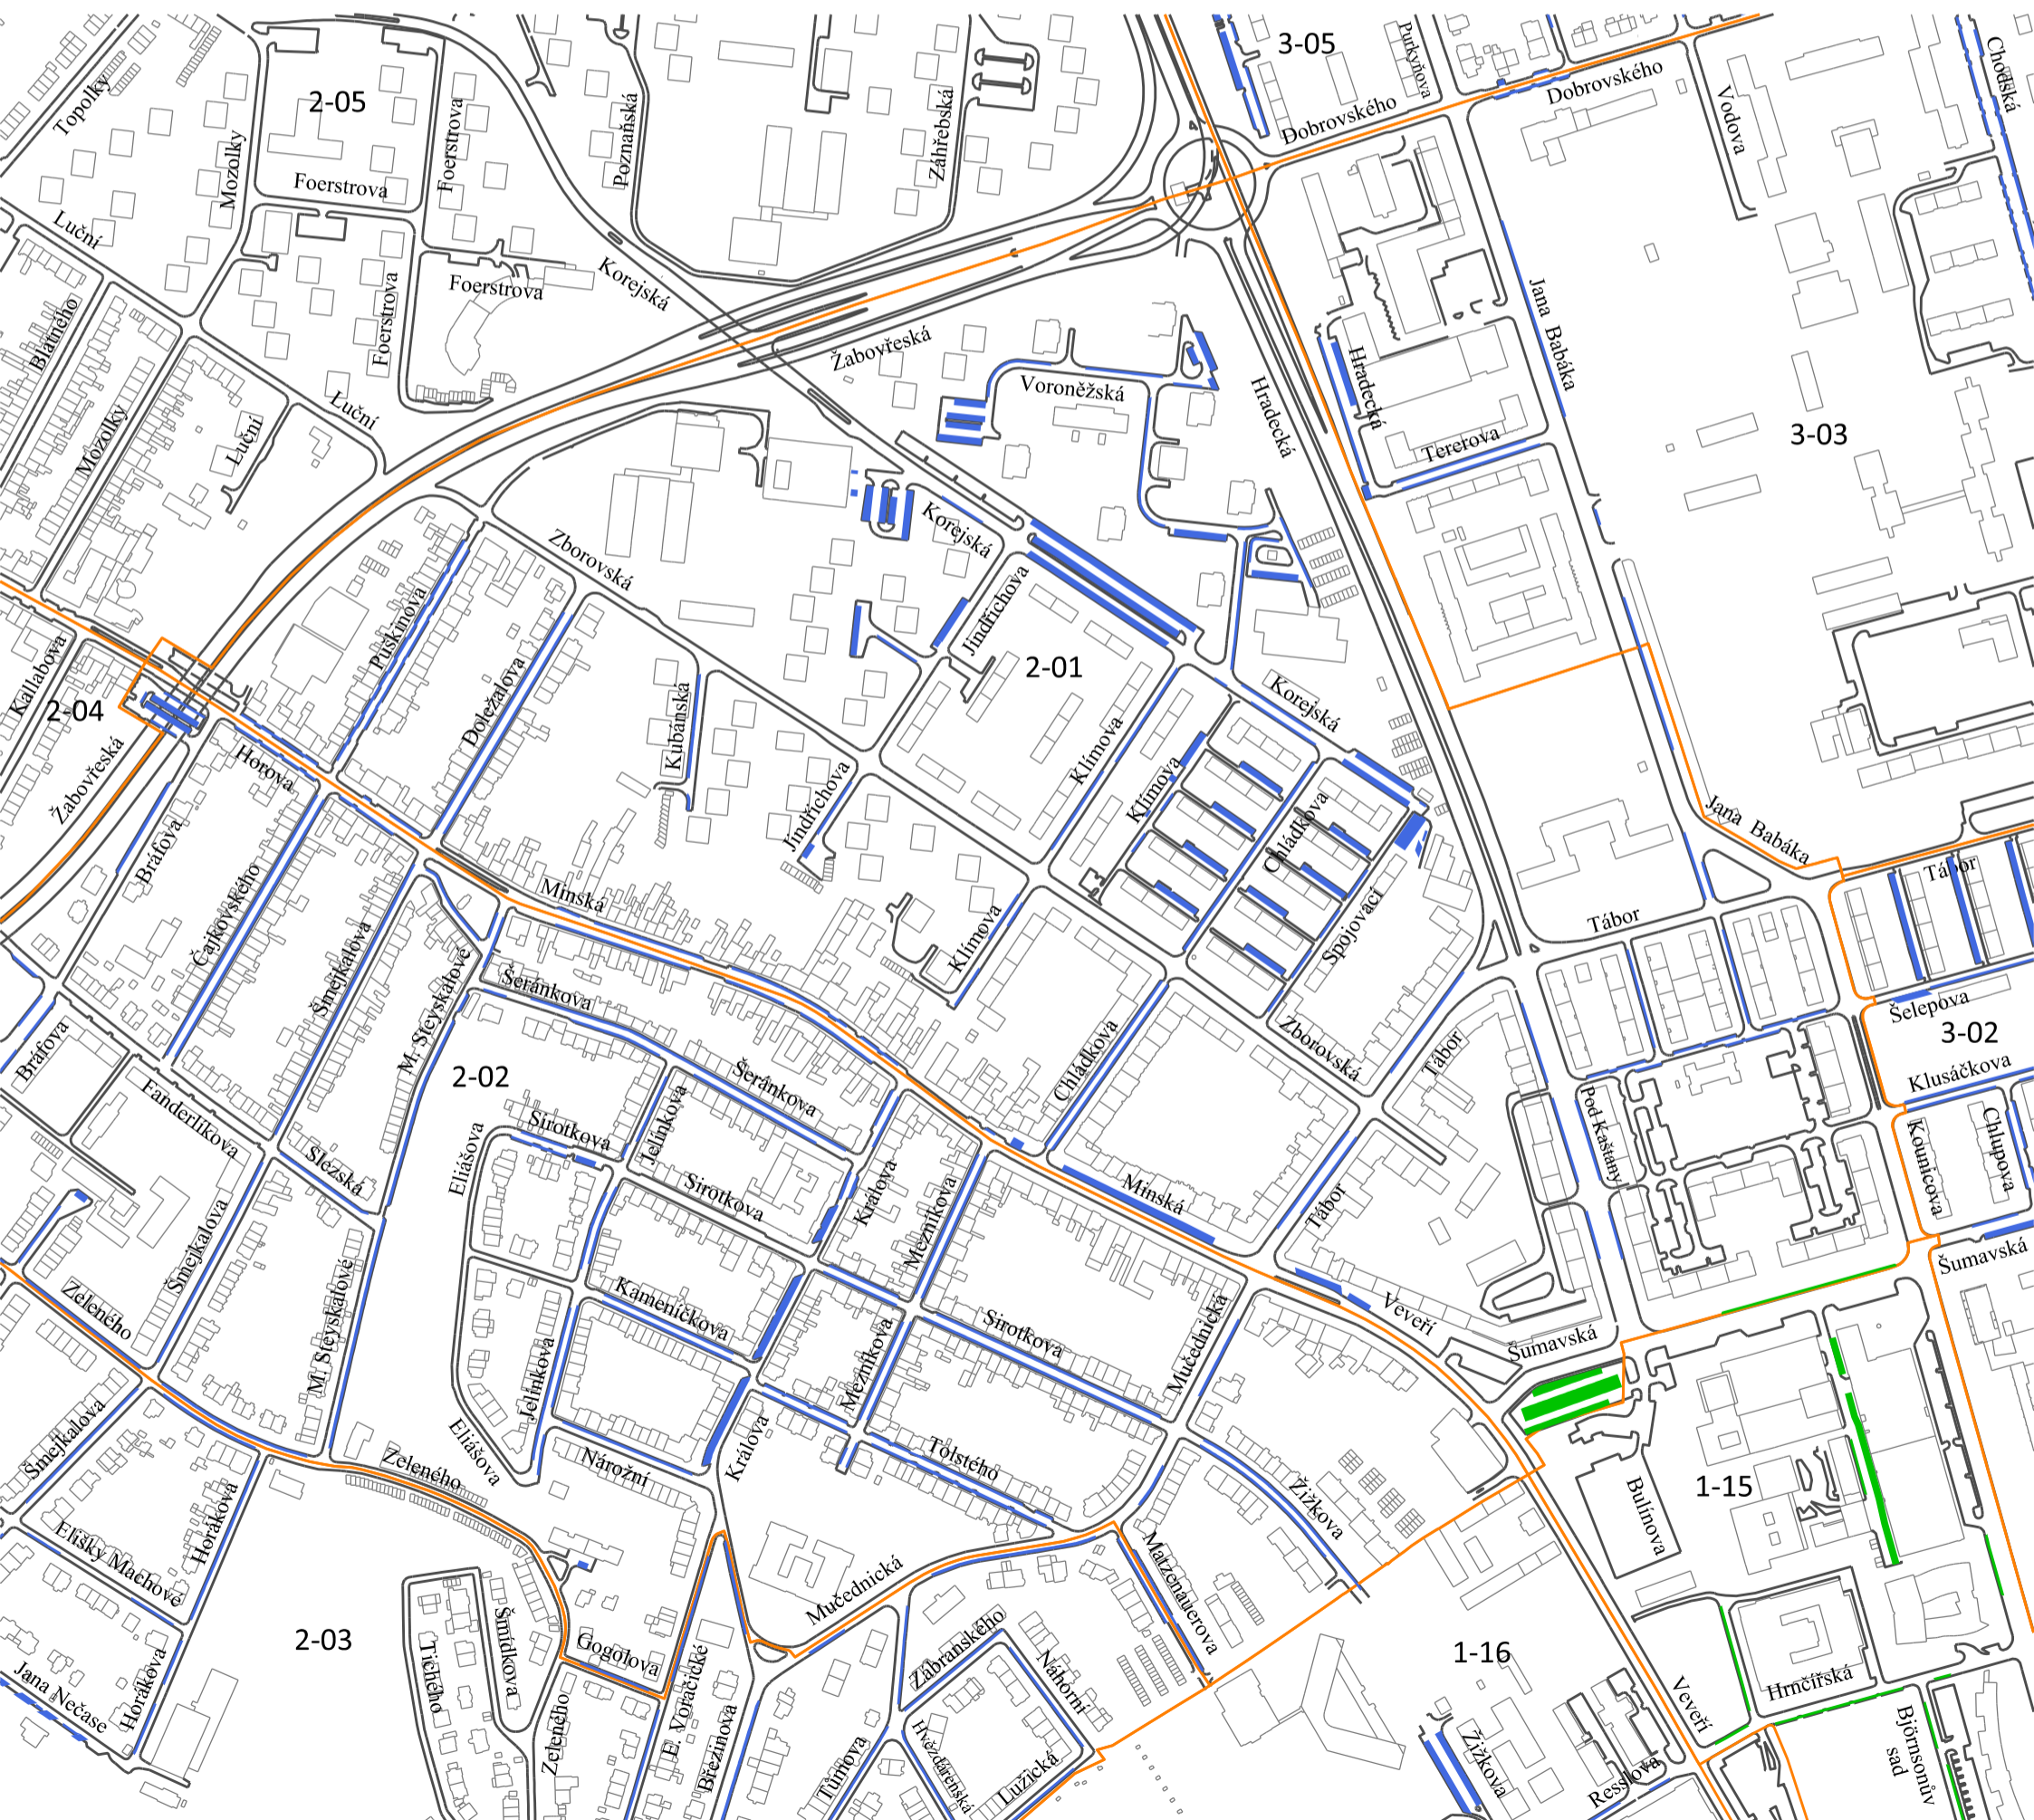 3-05
Purkyňova
Chodská
2-05
Topolky
Mozolky
Foerstrova
Poznaňská
Záhřebská
Dobrovského
Dobrovského
Vodova
Foerstrova
Luční
Korejská
Foerstrova
Foerstrova
Blatného
Žabovřeská
Voroněžská
Hradecká
Hradecká
Jana Babáka
Luční
Luční
Mozolky
Tererova
3-03
Korejská
Zborovská
Jindřichova
Puškinova
Kallabova
2-01
2-04
Doležalova
Kubánská
Korejská
Klímova
Klímova
Žabovřeská
Horova
Jindřichova
Chládkova
Jana Babáka
Bráfova
Minská
Tábor
Čajkovského
Šmejkalova
Klímova
Spojovací
Tábor
M. Steyskalové
Šeránkova
Šelepova
3-02
Bráfova
Zborovská
Tábor
Chládkova
2-02
Šeránkova
Klusáčkova
Fanderlíkova
Sirotkova
Jelínkova
Pod Kaštany
Chlupova
Kounicova
Eliášova
Slezská
Sirotkova
Králova
Minská
Tábor
Mezníkova
Šmejkalova
Šumavská
Zeleného
Kameníčkova
Sirotkova
Veveří
M. Steyskalové
Mučednická
Šumavská
Mezníkova
Jelínkova
Šmejkalova
Eliášova
Králova
Zeleného
Nárožní
Tolstého
Žižkova
1-15
Bulínova
Horákova
Elišky Machové
Matzenauerova
Mučednická
2-03
Šmídkova
Tichého
Gogolova
Zábranského
Náhorní
1-16
Hrnčířská
Veveří
Jana Nečase
Horákova
Zeleného
E. Voračické
Březinova
Tůmova
Hvězdárenská
Lužická
Žižkova
Resslova
Björnsonův
sad